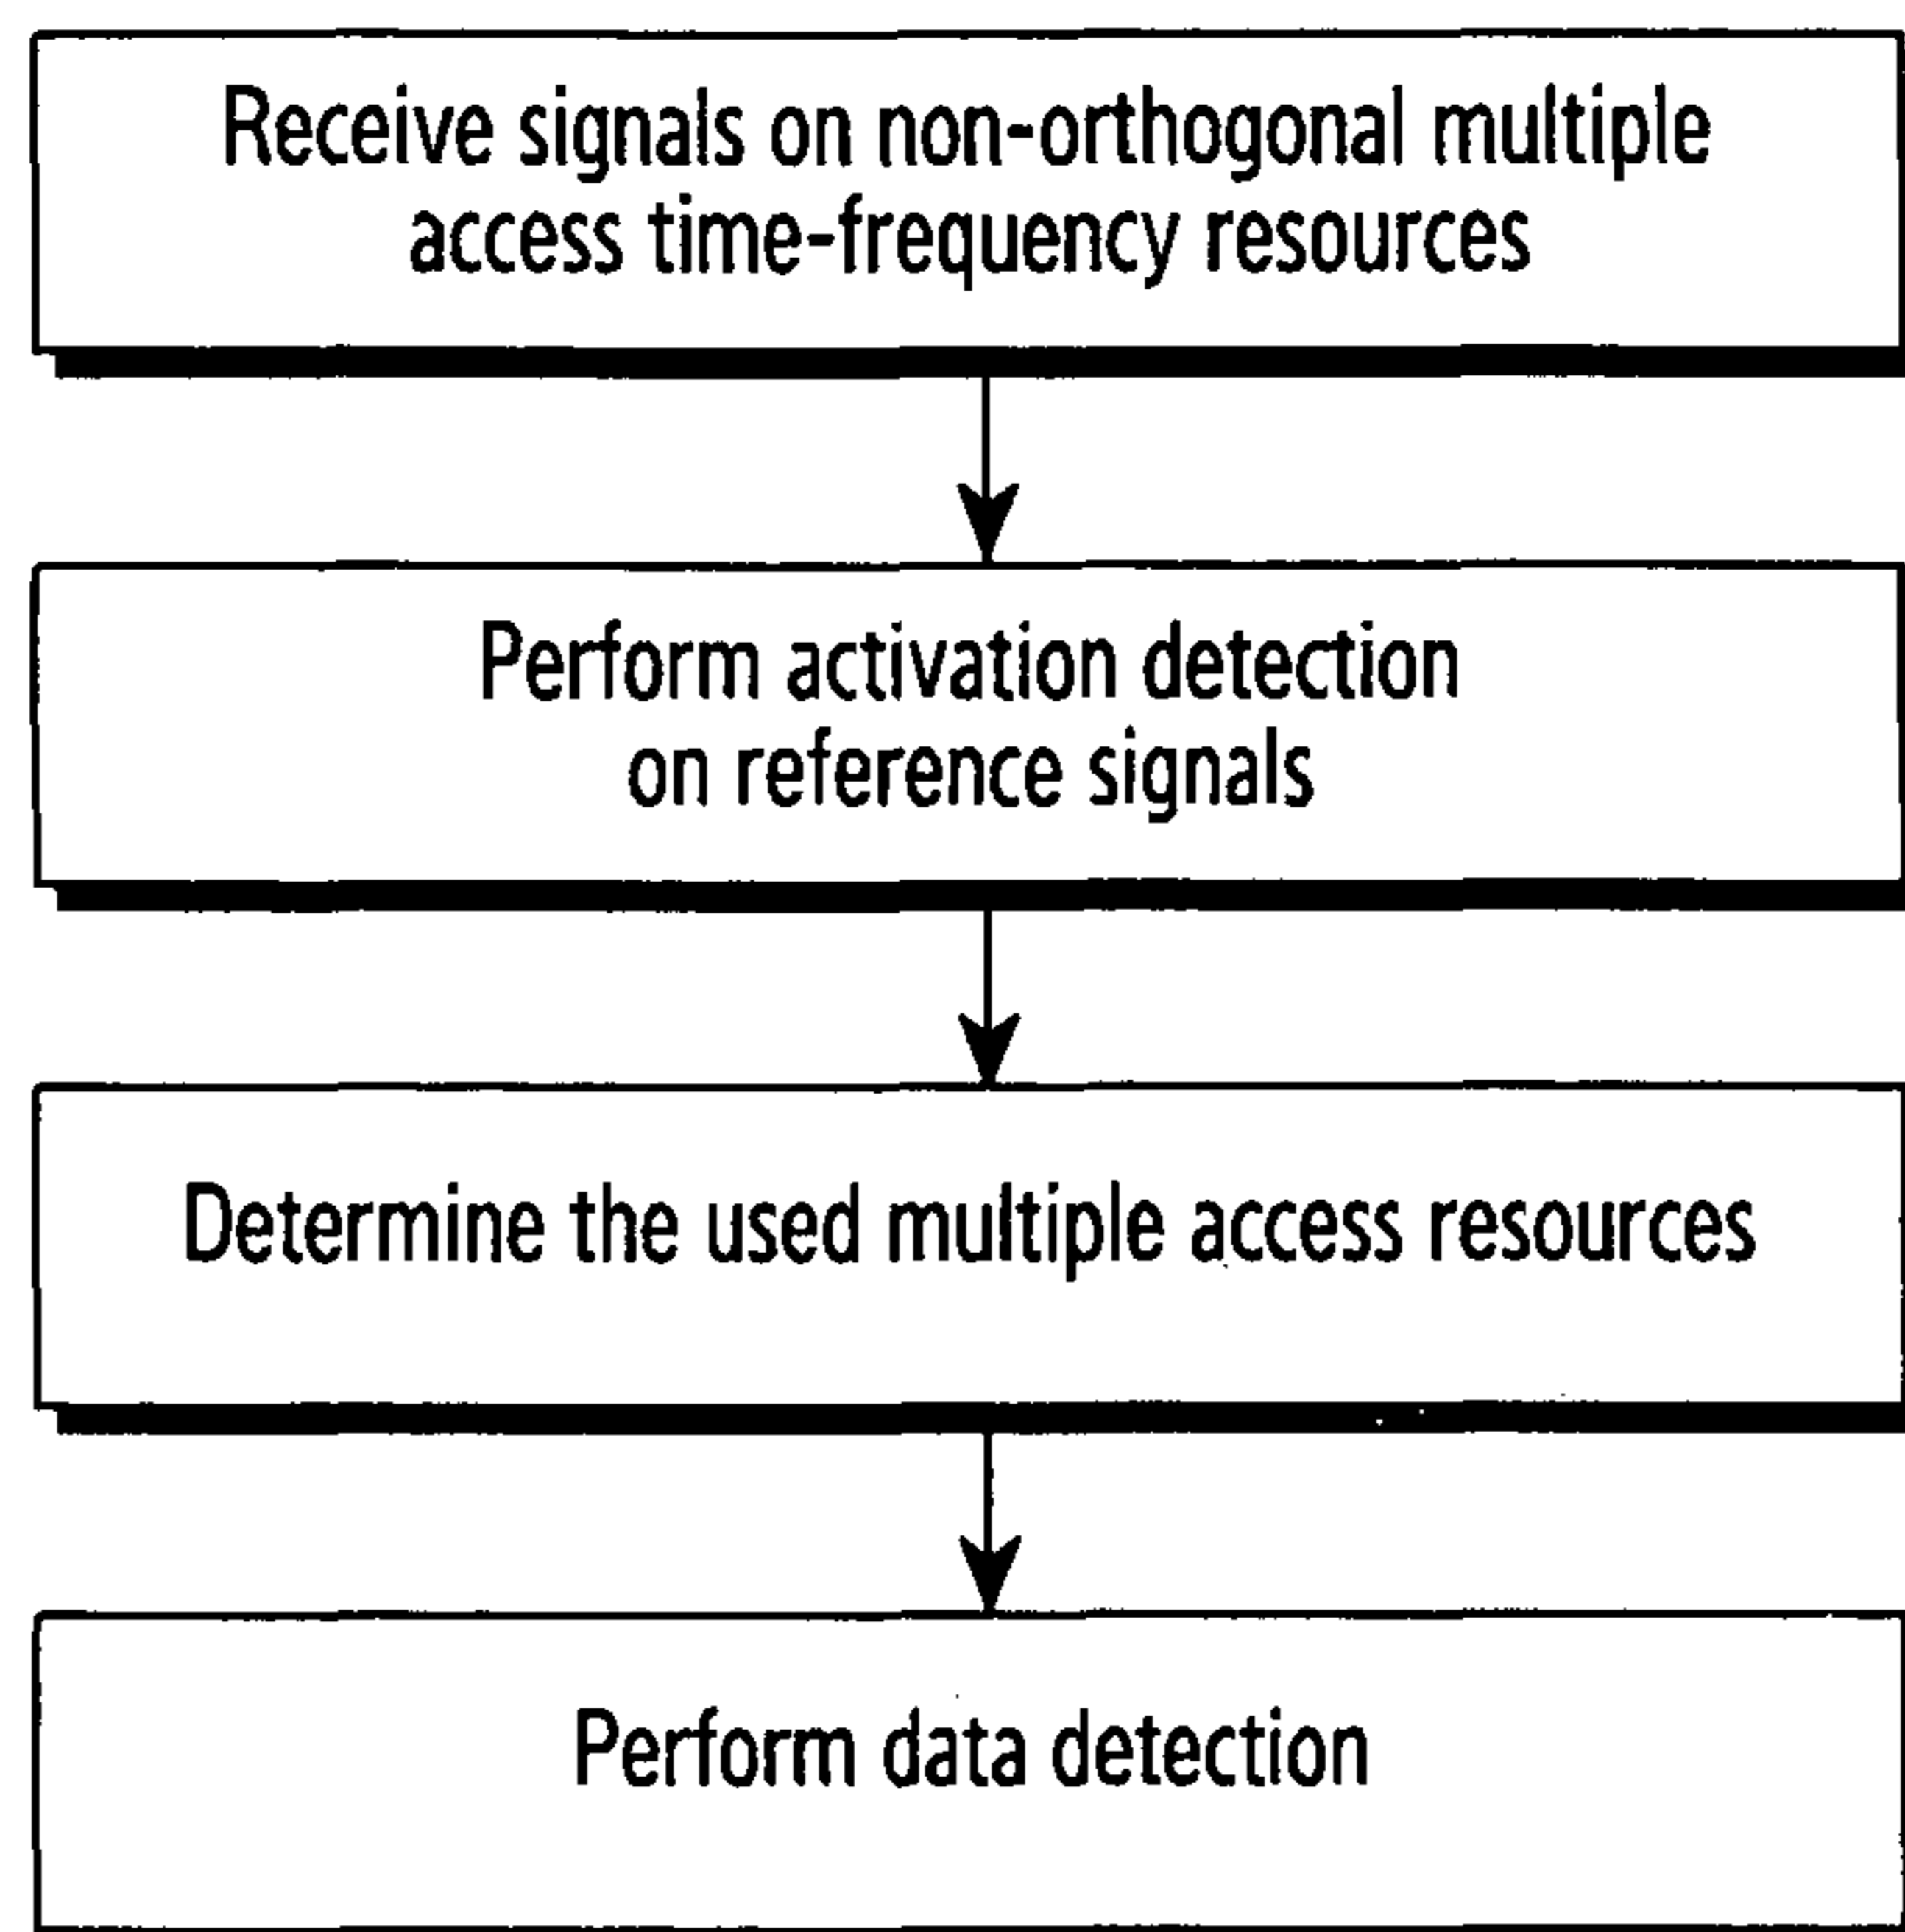 Receive signals on non-orthogonal multiple
access time-frequency resources
Perform activation detection
on reference signals
Determine the used multiple access resources
Perform data detection